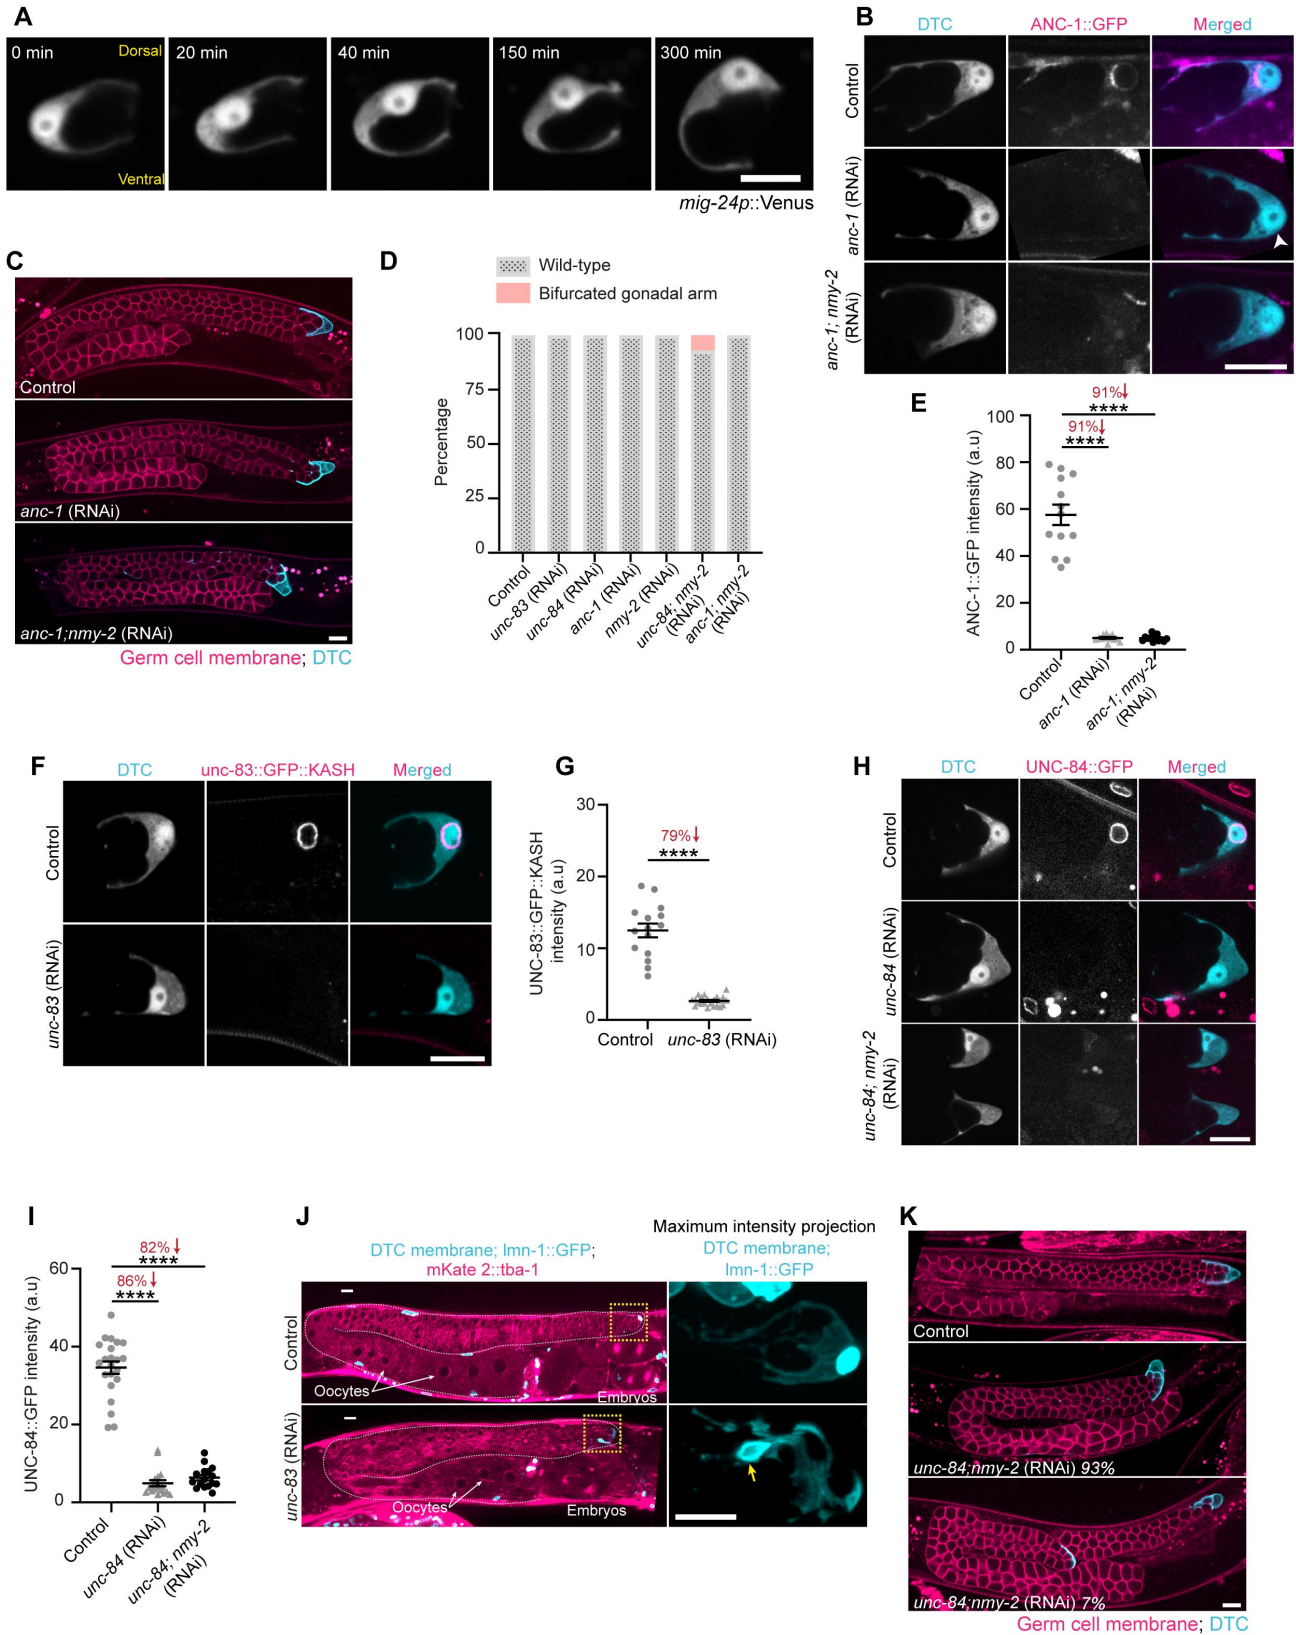 A
0 min
Dorsal
Ventral
20 min
40 min
150 min
300 min
mig-24p::Venus
B
DTC
ANC-1::GFP
Merged
Control
anc-1 (RNAi)
anc-1; nmy-2
(RNAi)
C
Control
anc-1 (RNAi)
anc-1;nmy-2 (RNAi)
Germ cell membrane; DTC
D
Wild-type
Bifurcated gonadal arm
Percentage
100
75
50
25
0
Control
unc-83 (RNAi)
unc-84 (RNAi)
anc-1 (RNAi)
nmy-2 (RNAi)
unc-84; nmy-2
(RNAi)
anc-1; nmy-2
(RNAi)
E
91%↓
****
91%↓
****
ANC-1::GFP intensity (a.u)
100
80
60
40
20
0
Control
anc-1 (RNAi)
anc-1; nmy-2
(RNAi)
F
DTC
unc-83::GFP::KASH
Merged
Control
unc-83 (RNAi)
G
UNC-83::GFP::KASH
intensity (a.u)
79%↓
****
30
20
10
0
Control
unc-83 (RNAi)
H
DTC
UNC-84::GFP
Merged
Control
unc-84 (RNAi)
unc-84; nmy-2
(RNAi)
I
82%↓
****
86%↓
****
UNC-84::GFP intensity (a.u)
60
40
20
0
Control
unc-84 (RNAi)
unc-84; nmy-2
(RNAi)
J
DTC membrane; lmn-1::GFP;
mKate 2::tba-1
Maximum intensity projection
DTC membrane;
lmn-1::GFP
Control
Oocytes
Embryos
unc-83 (RNAi)
Oocytes
Embryos
K
Control
unc-84;nmy-2 (RNAi) 93%
unc-84;nmy-2 (RNAi) 7%
Germ cell membrane; DTC